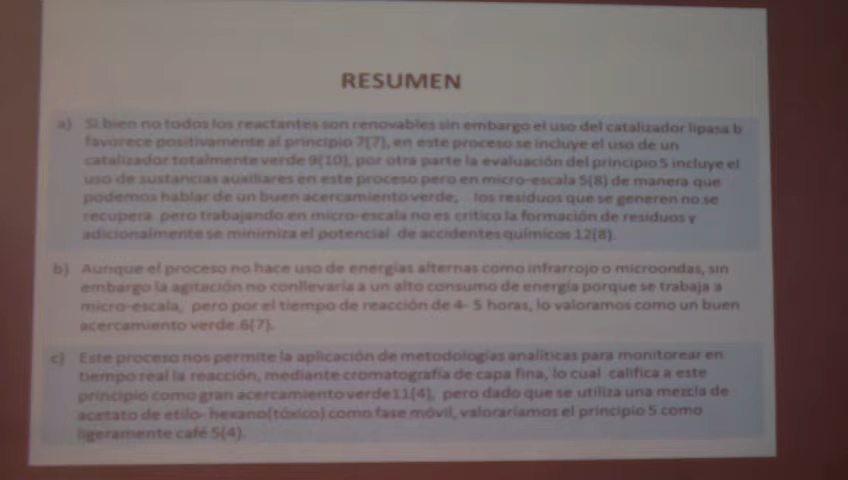 RESUMEN
a) Si bien no todos los reactantes son renovables sin embargo el uso del catalizador lipasa b
favorece positivamente al principio 7(7), en este proceso se incluye el uso de un
catalizador totalmente verde 9(10), por otra parte la evaluación del principio 5 incluye el
uso de sustancias auxiliares en este proceso pero en micro-escala 5(8) de manera que
podemos hablar de un buen acercamiento verde, los residuos que se generen no se
recupera pero trabajando en micro-escala no es critico la formación de residuos y
adicionalmente se minimiza el potencial de accidentes químicos 12(8).
b) Aunque el proceso no hace uso de energías alternas como infrarrojo o microondas, sin
embargo la agitación no conllevaría a un alto consumo de energía porque se trabaja a
micro-escala, pero por el tiempo de reacción de 4- 5 horas, lo valoramos como un buen
acercamiento verde.6(7).
c) Este proceso nos permite la aplicación de metodologías analíticas para monitorear en
tiempo real la reacción, mediante cromatografía de capa fina, lo cual califica a este
principio como gran acercamiento verde11(4), pero dado que se utiliza una mezcla de
acetato de etilo- hexano(tóxico) como fase móvil, valoraríamos el principio 5 como
ligeramente café 5(4).